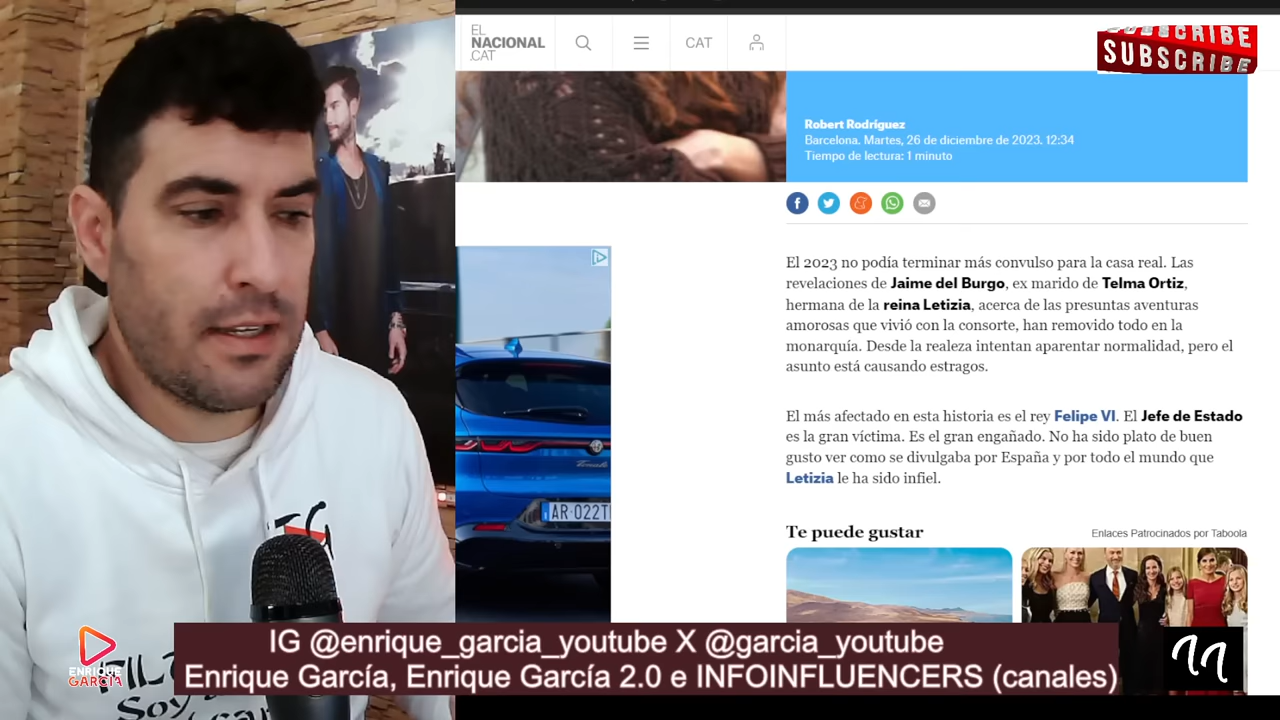 EL
NACIONAL
.CAT
CAT
SUBSCRIBE
SUBSCRIBE
Robert Rodríguez
Barcelona. Martes, 26 de diciembre de 2023. 12:34
Tiempo de lectura: 1 minuto
El 2023 no podía terminar más convulso para la casa real. Las
revelaciones de Jaime del Burgo, ex marido de Telma Ortiz,
hermana de la reina Letizia, acerca de las presuntas aventuras
amorosas que vivió con la consorte, han removido todo en la
monarquía. Desde la realeza intentan aparentar normalidad, pero el
asunto está causando estragos.
El más afectado en esta historia es el rey Felipe VI. El Jefe de Estado
es la gran víctima. Es el gran engañado. No ha sido plato de buen
gusto ver como se divulgaba por España y por todo el mundo que
Letizia le ha sido infiel.
Te puede gustar
Enlaces Patrocinados por Taboola
IG @enrique_garcia_youtube X @garcia_youtube
Enrique García, Enrique García 2.0 e INFOINFLUENCERS (canales)
ENRIQUE
GARCÍA
Soy